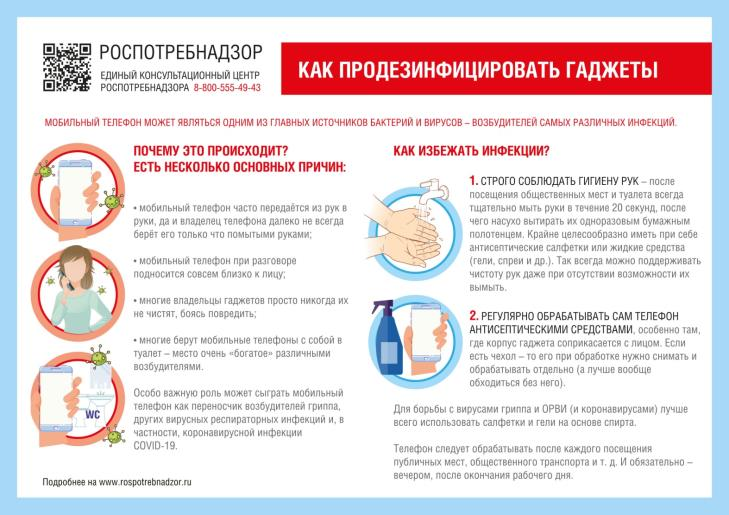 РОСПОТРЕБНАДЗОР
ЕДИНЫЙ КОНСУЛЬТАЦИОННЫЙ ЦЕНТР
РОСПОТРЕБНАДЗОРА 8-800-555-49-43
КАК ПРОДЕЗИНФИЦИРОВАТЬ ГАДЖЕТЫ
МОБИЛЬНЫЙ ТЕЛЕФОН МОЖЕТ ЯВЛЯТЬСЯ ОДНИМ ИЗ ГЛАВНЫХ ИСТОЧНИКОВ БАКТЕРИЙ И ВИРУСОВ – ВОЗБУДИТЕЛЕЙ САМЫХ РАЗЛИЧНЫХ ИНФЕКЦИЙ.
ПОЧЕМУ ЭТО ПРОИСХОДИТ?
ЕСТЬ НЕСКОЛЬКО ОСНОВНЫХ ПРИЧИН:
• мобильный телефон часто передаётся из рук в
руки, да и владелец телефона далеко не всегда
берёт его только что помытыми руками;
• мобильный телефон при разговоре
подносится совсем близко к лицу;
• многие владельцы гаджетов просто никогда их
не чистят, боясь повредить;
• многие берут мобильные телефоны с собой в
туалет – место очень «богатое» различными
возбудителями.
WC
Особо важную роль может сыграть мобильный
телефон как переносчик возбудителей гриппа,
других вирусных респираторных инфекций и, в
частности, коронавирусной инфекции
COVID-19.
Подробнее на www.rospotrebnadzor.ru
КАК ИЗБЕЖАТЬ ИНФЕКЦИИ?
1. СТРОГО СОБЛЮДАТЬ ГИГИЕНУ РУК – после
посещения общественных мест и туалета всегда
тщательно мыть руки в течение 20 секунд, после
чего насухо вытирать их одноразовым бумажным
полотенцем. Крайне целесообразно иметь при себе
антисептические салфетки или жидкие средства
(гели, спреи и др.). Так всегда можно поддерживать
чистоту рук даже при отсутствии возможности их
вымыть.
2. РЕГУЛЯРНО ОБРАБАТЫВАТЬ САМ ТЕЛЕФОН
АНТИСЕПТИЧЕСКИМИ СРЕДСТВАМИ, особенно там,
где корпус гаджета соприкасается с лицом. Если
есть чехол – то его при обработке нужно снимать и
обрабатывать отдельно (а лучше вообще
обходиться без него).
Для борьбы с вирусами гриппа и ОРВИ (и коронавирусами) лучше
всего использовать салфетки и гели на основе спирта.
Телефон следует обрабатывать после каждого посещения
публичных мест, общественного транспорта и т. д. И обязательно –
вечером, после окончания рабочего дня.